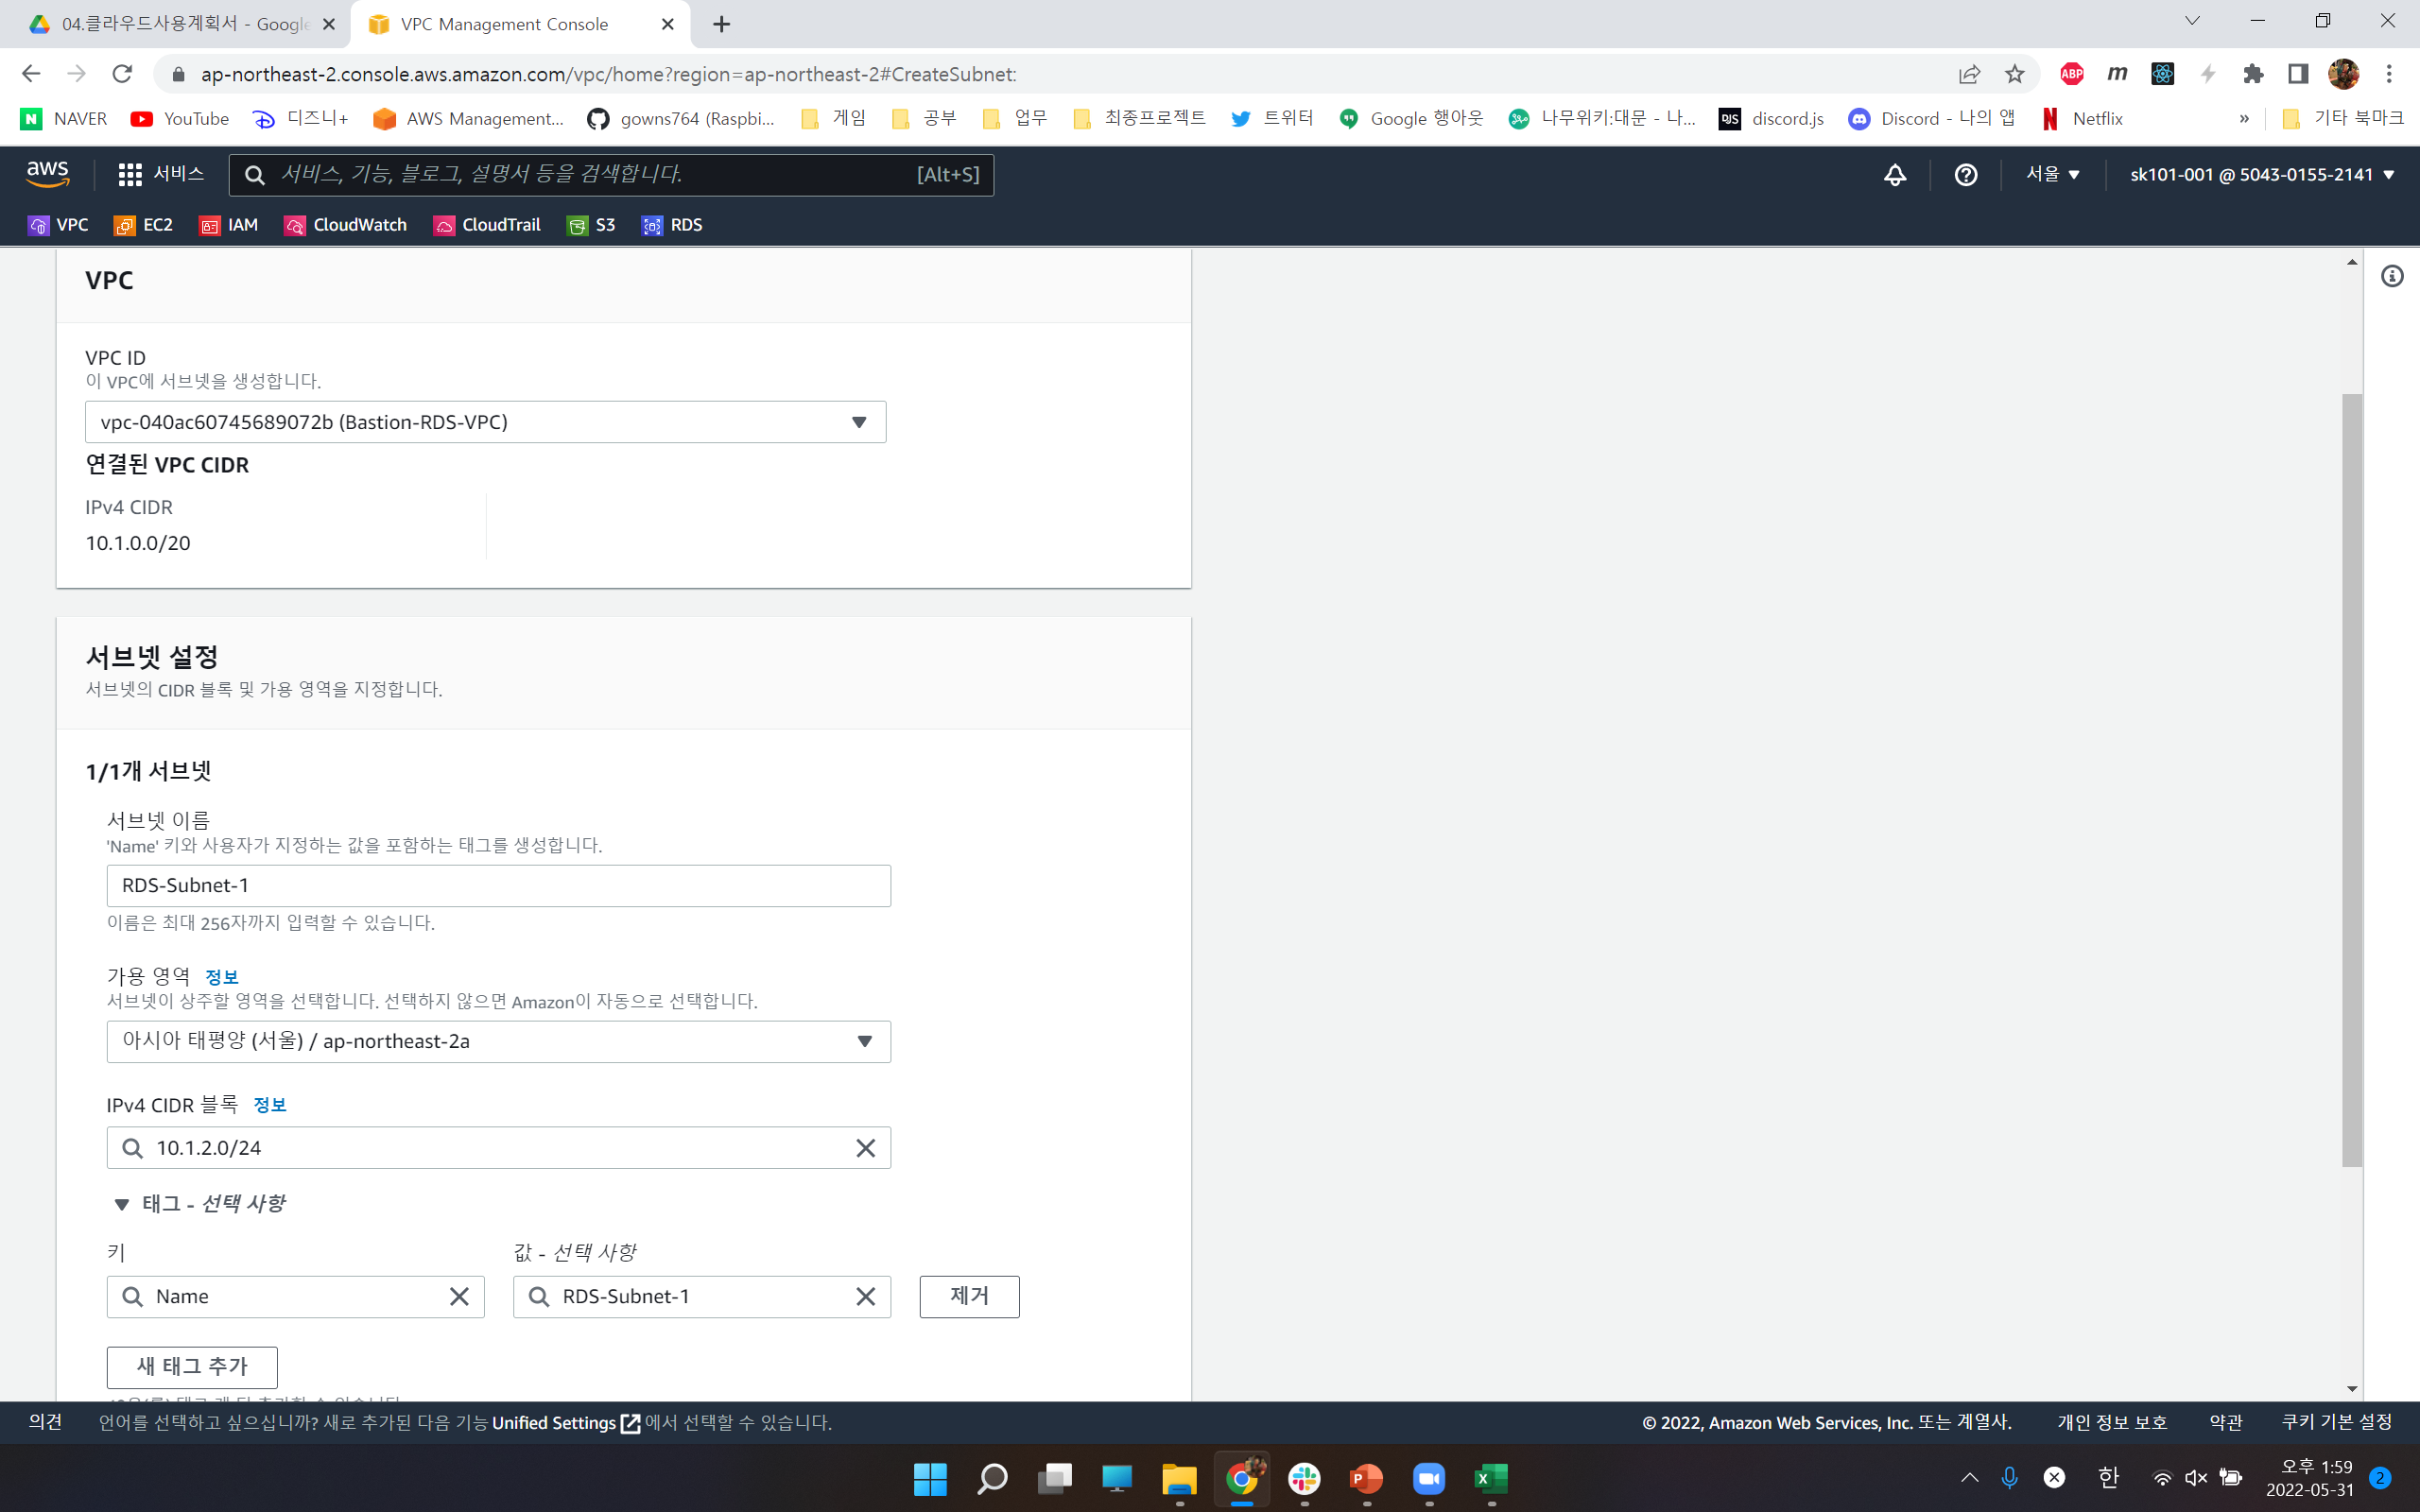 04.클라우드사용계획서 - Google
VPC Management Console
ap-northeast-2.console.aws.amazon.com/vpc/home?region=ap-northeast-2#CreateSubnet:
ABP
m
N NAVER
YouTube
디즈니+
AWS Management...
gowns764 (Raspbi...
게임
공부
업무
최종프로젝트
트위터
Google 행아웃
나무위키:대문 - 나...
DJS discord.js
Discord - 나의 앱
N Netflix
»
기타 북마크
aws
서비스
서비스, 기능, 블로그, 설명서 등을 검색합니다.
[Alt+S]
서울 ▼
sk101-001 @ 5043-0155-2141 ▼
VPC
EC2
IAM
CloudWatch
CloudTrail
S3
RDS
VPC
VPC ID
이 VPC에 서브넷을 생성합니다.
vpc-040ac60745689072b (Bastion-RDS-VPC)
연결된 VPC CIDR
IPv4 CIDR
10.1.0.0/20
서브넷 설정
서브넷의 CIDR 블록 및 가용 영역을 지정합니다.
1/1개 서브넷
서브넷 이름
'Name' 키와 사용자가 지정하는 값을 포함하는 태그를 생성합니다.
RDS-Subnet-1
이름은 최대 256자까지 입력할 수 있습니다.
가용 영역 정보
서브넷이 상주할 영역을 선택합니다. 선택하지 않으면 Amazon이 자동으로 선택합니다.
아시아 태평양 (서울) / ap-northeast-2a
IPv4 CIDR 블록 정보
10.1.2.0/24
▼ 태그 - 선택 사항
키
값 - 선택 사항
Name
RDS-Subnet-1
제거
새 태그 추가
의견
언어를 선택하고 싶으십니까? 새로 추가된 다음 기능 Unified Settings 에서 선택할 수 있습니다.
© 2022, Amazon Web Services, Inc. 또는 계열사.
개인 정보 보호
약관
쿠키 기본 설정
한
오후 1:59
2022-05-31
2